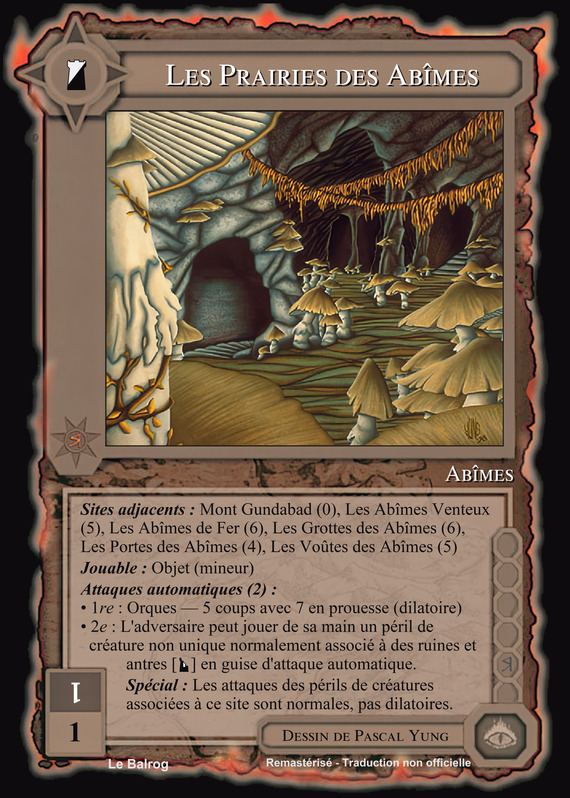 Les Prairies des Abîmes
Abîmes
Sites adjacents : Mont Gundabad (0), Les Abîmes Venteux
(5), Les Abîmes de Fer (6), Les Grottes des Abîmes (6),
Les Portes des Abîmes (4), Les Voûtes des Abîmes (5)
Jouable : Objet (mineur)
Attaques automatiques (2) :
• 1re : Orques — 5 coups avec 7 en prouesse (dilatoire)
• 2e : L'adversaire peut jouer de sa main un péril de
créature non unique normalement associé à des ruines et
antres [ ] en guise d'attaque automatique.
Spécial : Les attaques des périls de créatures
associées à ce site sont normales, pas dilatoires.
1
1
Dessin de Pascal Yung
Le Balrog
Remastérisé - Traduction non officielle